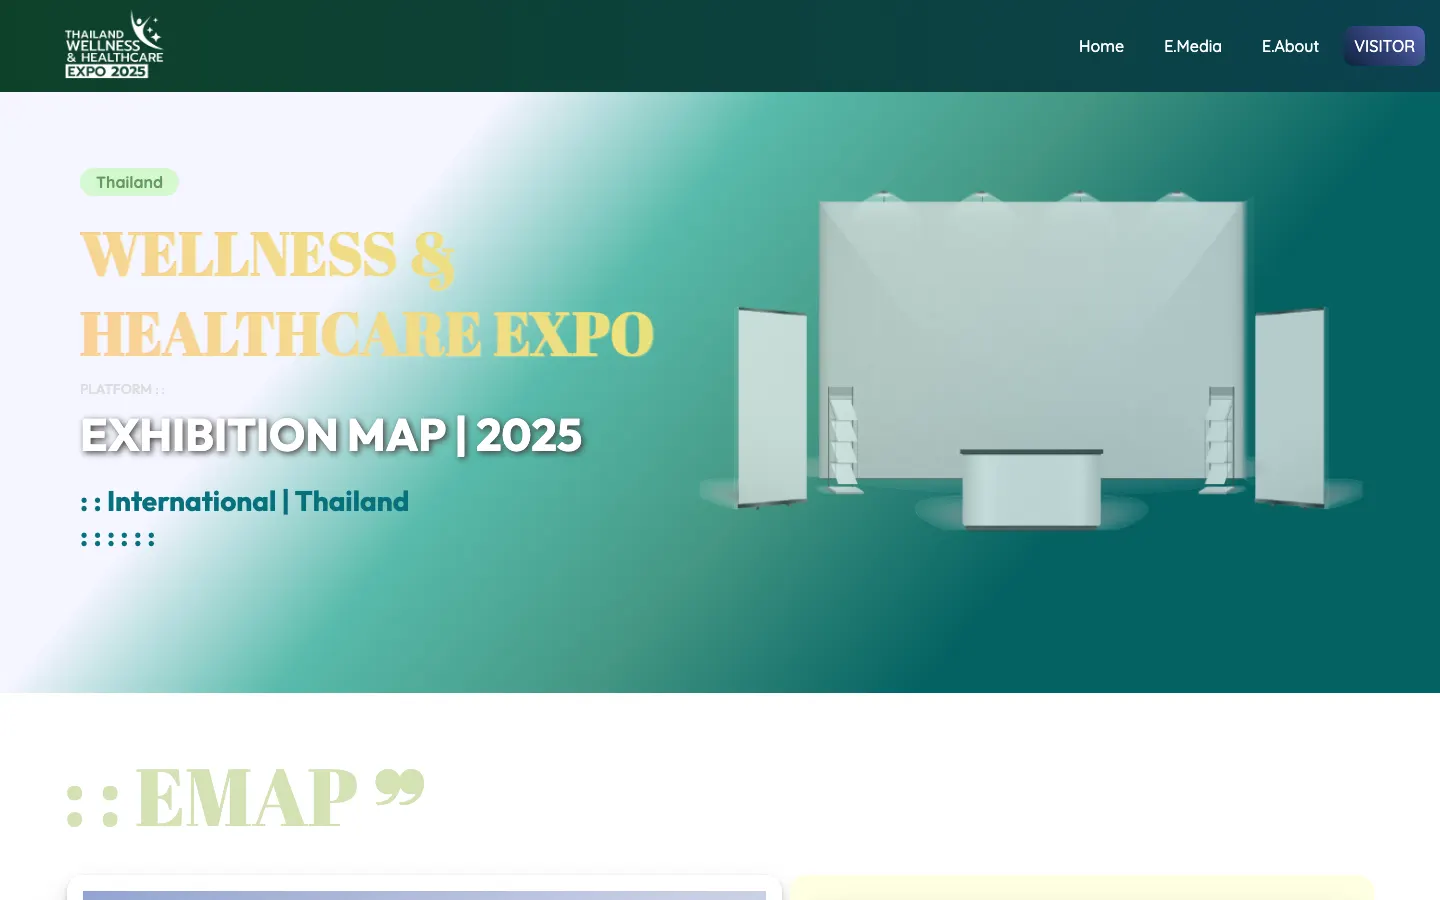 THAILAND
WELLNESS
& HEALTHCARE
EXPO 2025
Home
E.Media
E.About
VISITOR
Thailand
WELLNESS &
HEALTHCARE EXPO
PLATFORM : :
EXHIBITION MAP | 2025
: : International | Thailand
: : : : : :
: : EMAP ❞